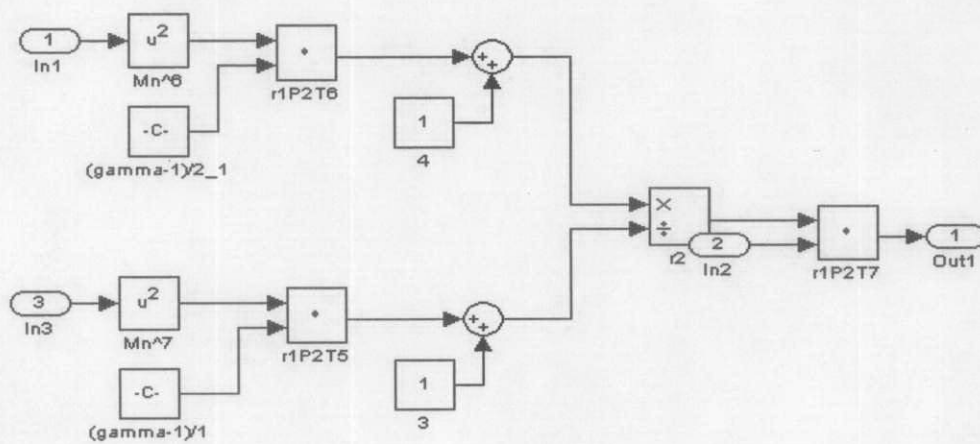 1
In1
u²
Mn^6
r1P2T6
-C-
(gamma-1)/2_1
+
+
1
4
×
÷
r2
2
In2
r1P2T7
1
Out1
3
In3
u²
Mn^7
r1P2T5
-C-
(gamma-1)/1
+
+
1
3